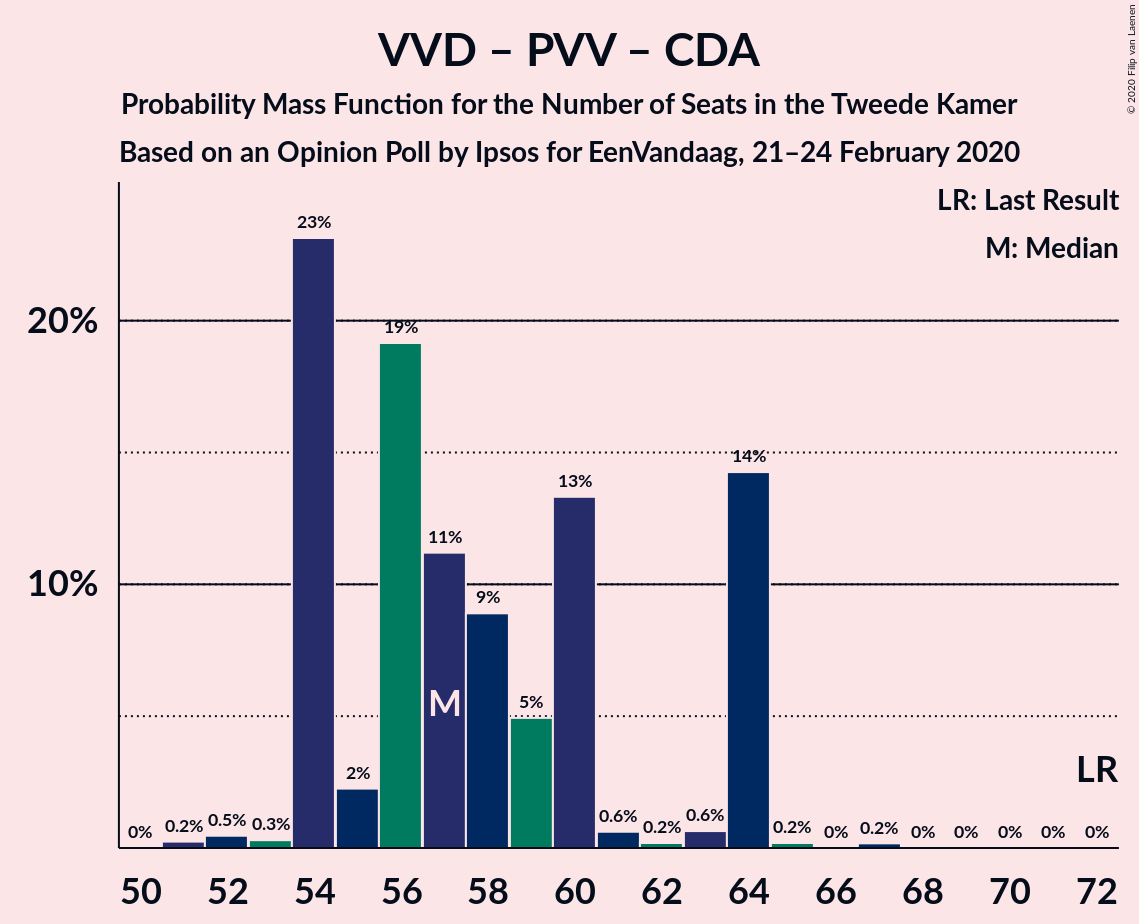 VVD – PVV – CDA
Probability Mass Function for the Number of Seats in the Tweede Kamer
Based on an Opinion Poll by Ipsos for EenVandaag, 21–24 February 2020
© 2020 Filip van Laenen
LR: Last Result
M: Median
20%
10%
0%
0.2%
0.5%
0.3%
23%
2%
19%
11%
9%
5%
13%
0.6%
0.2%
0.6%
14%
0.2%
0%
0.2%
0%
0%
0%
0%
0%
M
LR
50 52 54 56 58 60 62 64 66 68 70 72